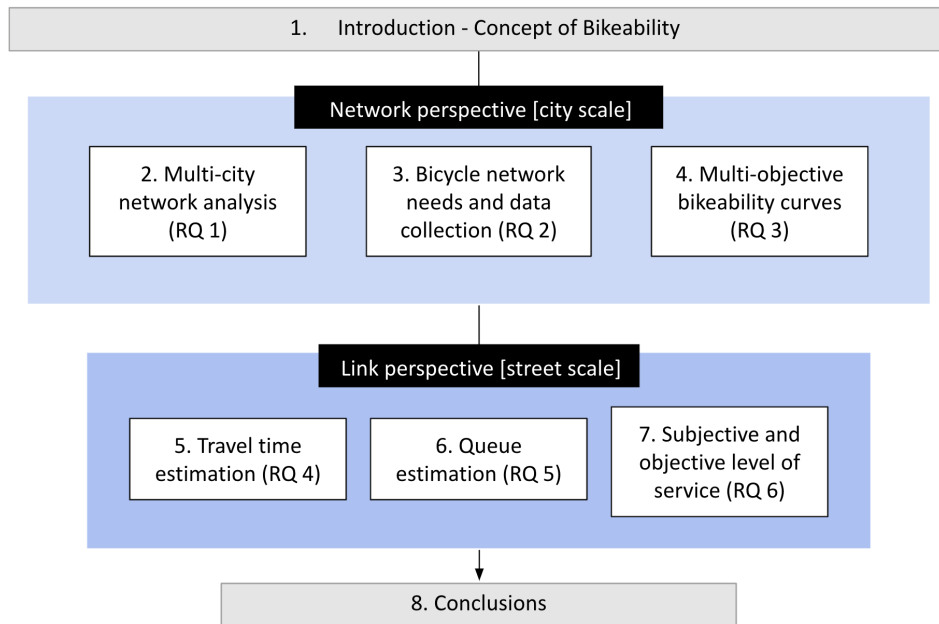 1. Introduction - Concept of Bikeability
Network perspective [city scale]
2. Multi-city
network analysis
(RQ 1)
3. Bicycle network
needs and data
collection (RQ 2)
4. Multi-objective
bikeability curves
(RQ 3)
Link perspective [street scale]
5. Travel time
estimation (RQ 4)
6. Queue
estimation (RQ 5)
7. Subjective and
objective level of
service (RQ 6)
8. Conclusions